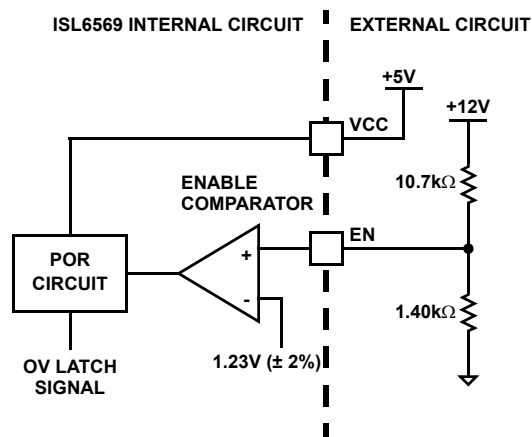 ISL6569 INTERNAL CIRCUIT
EXTERNAL CIRCUIT
+5V
VCC
+12V
10.7kΩ
ENABLE
COMPARATOR
EN
POR
CIRCUIT
+
-
1.40kΩ
1.23V (± 2%)
OV LATCH
SIGNAL